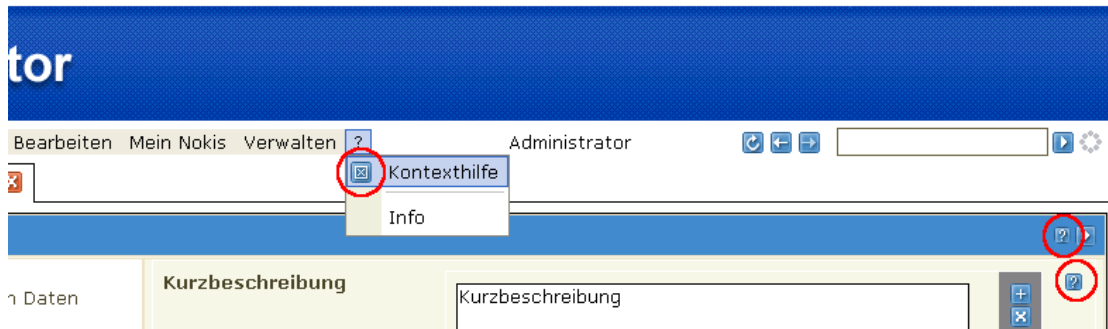 tor
Bearbeiten Mein Nokis Verwalten ? Administrator
Kontexthilfe
Info
?
n Daten Kurzbeschreibung Kurzbeschreibung ?